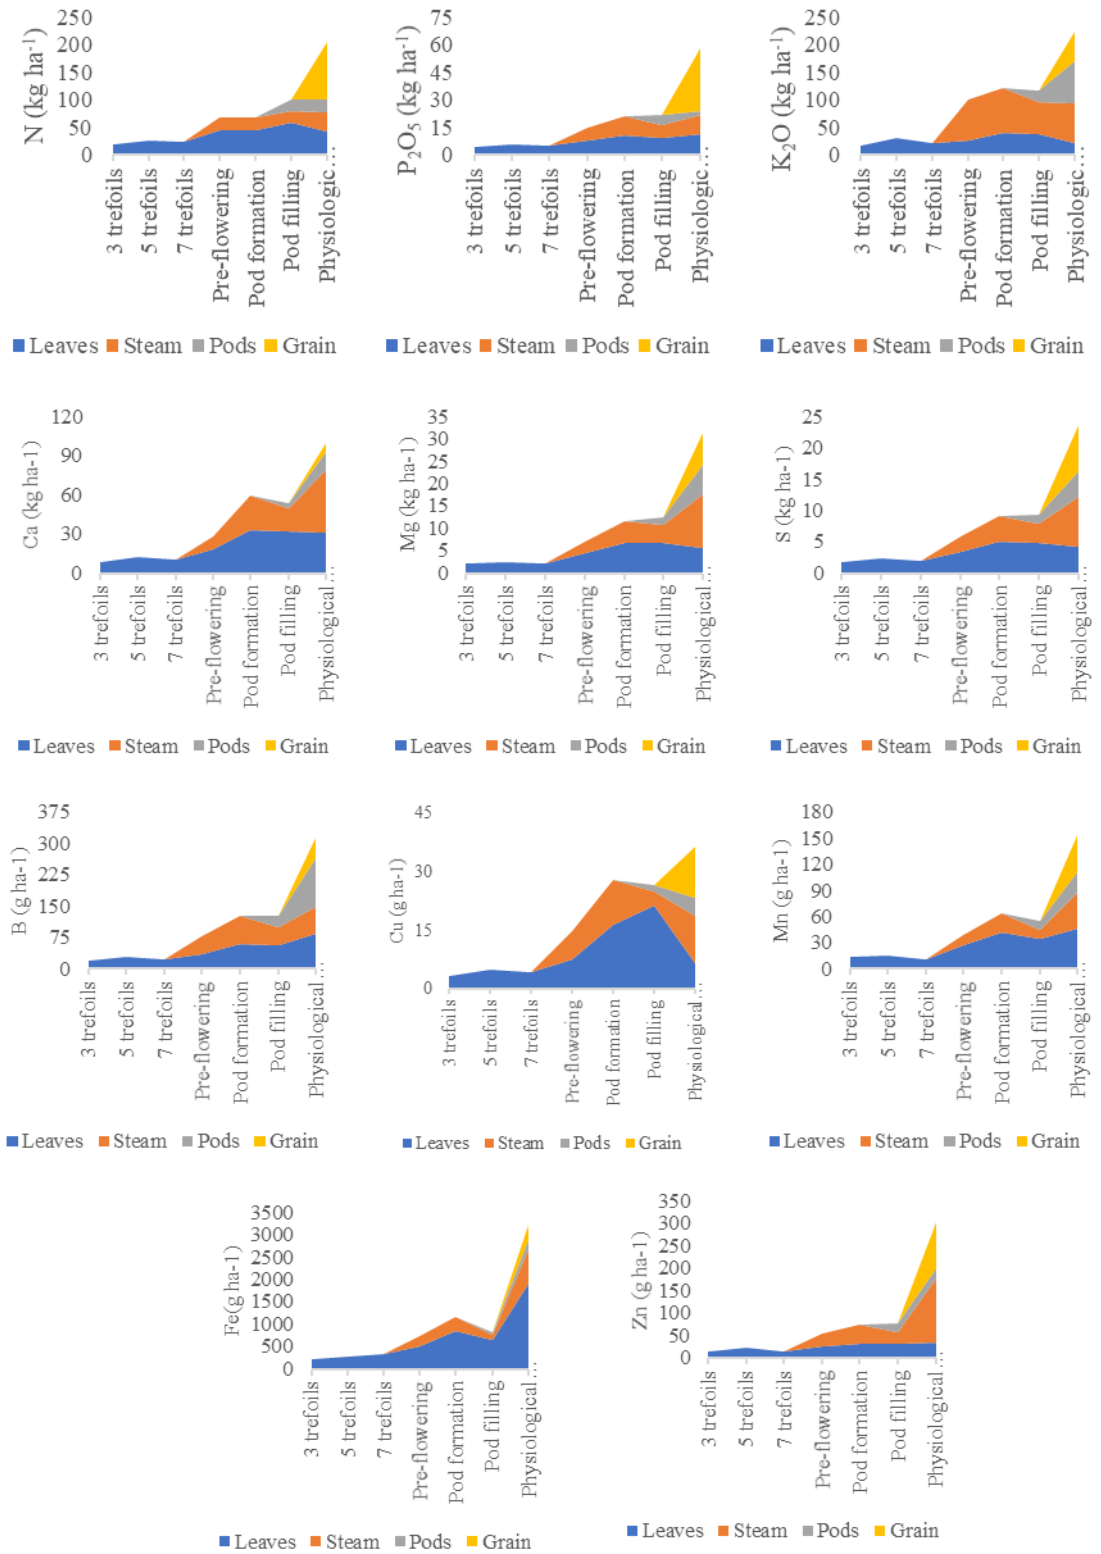 N (kg ha-1)
250
200
150
100
50
0
3 trefoils
5 trefoils
7 trefoils
Pre-flowering
Pod formation
Pod filling
Physiologic…
Leaves Steam Pods Grain
P2O5 (kg ha-1)
75
60
45
30
15
0
3 trefoils
5 trefoils
7 trefoils
Pre-flowering
Pod formation
Pod filling
Physiological…
Leaves Steam Pods Grain
K2O (kg ha-1)
250
200
150
100
50
0
3 trefoils
5 trefoils
7 trefoils
Pre-flowering
Pod formation
Pod filling
Physiologic…
Leaves Steam Pods Grain
Ca (kg ha-1)
120
90
60
30
0
3 trefoils
5 trefoils
7 trefoils
Pre-flowering
Pod formation
Pod filling
Physiological…
Leaves Steam Pods Grain
Mg (kg ha-1)
35
30
25
20
15
10
5
0
3 trefoils
5 trefoils
7 trefoils
Pre-flowering
Pod formation
Pod filling
Physiological…
Leaves Steam Pods Grain
S (kg ha-1)
25
20
15
10
5
0
3 trefoils
5 trefoils
7 trefoils
Pre-flowering
Pod formation
Pod filling
Physiological…
Leaves Steam Pods Grain
B (g ha-1)
375
300
225
150
75
0
3 trefoils
5 trefoils
7 trefoils
Pre-flowering
Pod formation
Pod filling
Physiological…
Leaves Steam Pods Grain
Cu (g ha-1)
45
30
15
0
3 trefoils
5 trefoils
7 trefoils
Pre-flowering
Pod formation
Pod filling
Physiological…
Leaves Steam Pods Grain
Mn (g ha-1)
180
150
120
90
60
30
0
3 trefoils
5 trefoils
7 trefoils
Pre-flowering
Pod formation
Pod filling
Physiological…
Leaves Steam Pods Grain
Fe(g ha-1)
3500
3000
2500
2000
1500
1000
500
0
3 trefoils
5 trefoils
7 trefoils
Pre-flowering
Pod formation
Pod filling
Physiological…
Leaves Steam Pods Grain
Zn (g ha-1)
350
300
250
200
150
100
50
0
3 trefoils
5 trefoils
7 trefoils
Pre-flowering
Pod formation
Pod filling
Physiological…
Leaves Steam Pods Grain